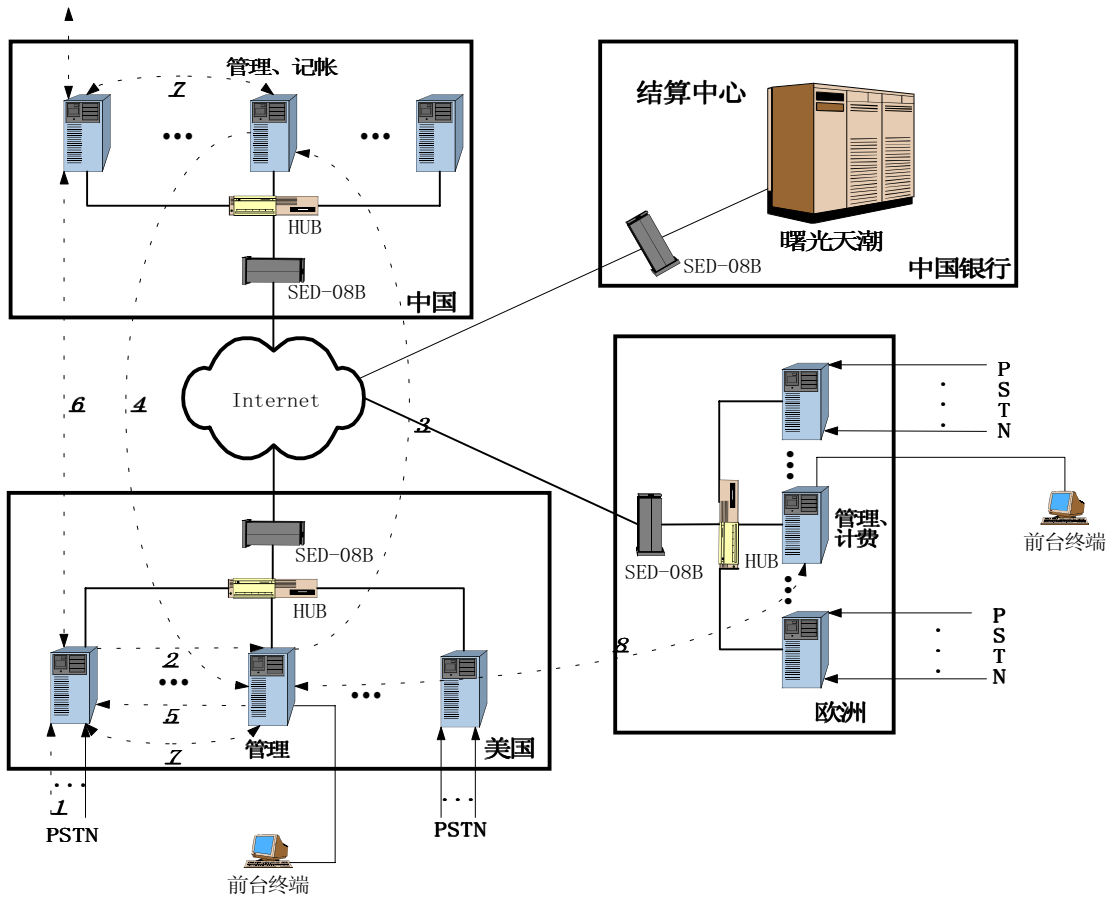 管理、记帐
7
HUB
SED-08B
中国
结算中心
曙光天潮
SED-08B
中国银行
Internet
6
4
3
PSTN
管理、
计费
HUB
SED-08B
PSTN
前台终端
欧洲
8
SED-08B
HUB
2
5
7
管理
美国
1
PSTN
PSTN
前台终端